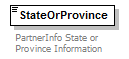 StateOrProvince
PartnerInfo State or
Province Information